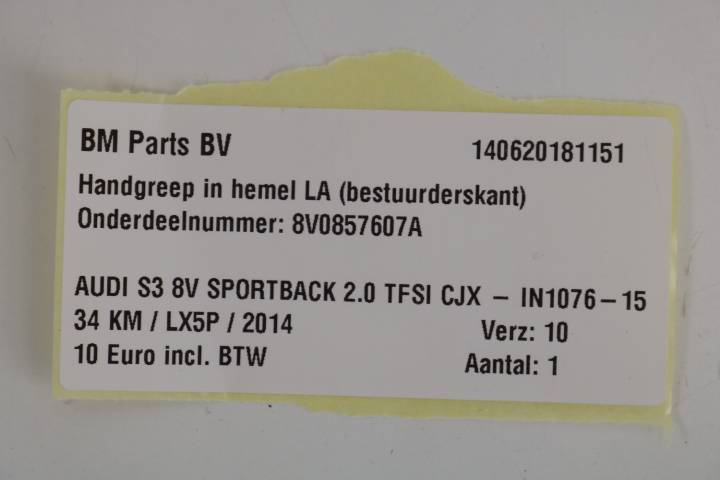 BM Parts BV 140620181151
Handgreep in hemel LA (bestuurderskant)
Onderdeelnummer: 8V0857607A
AUDI S3 8V SPORTBACK 2.0 TFSI CJX – IN1076–15
34 KM / LX5P / 2014 Verz: 10
10 Euro incl. BTW Aantal: 1